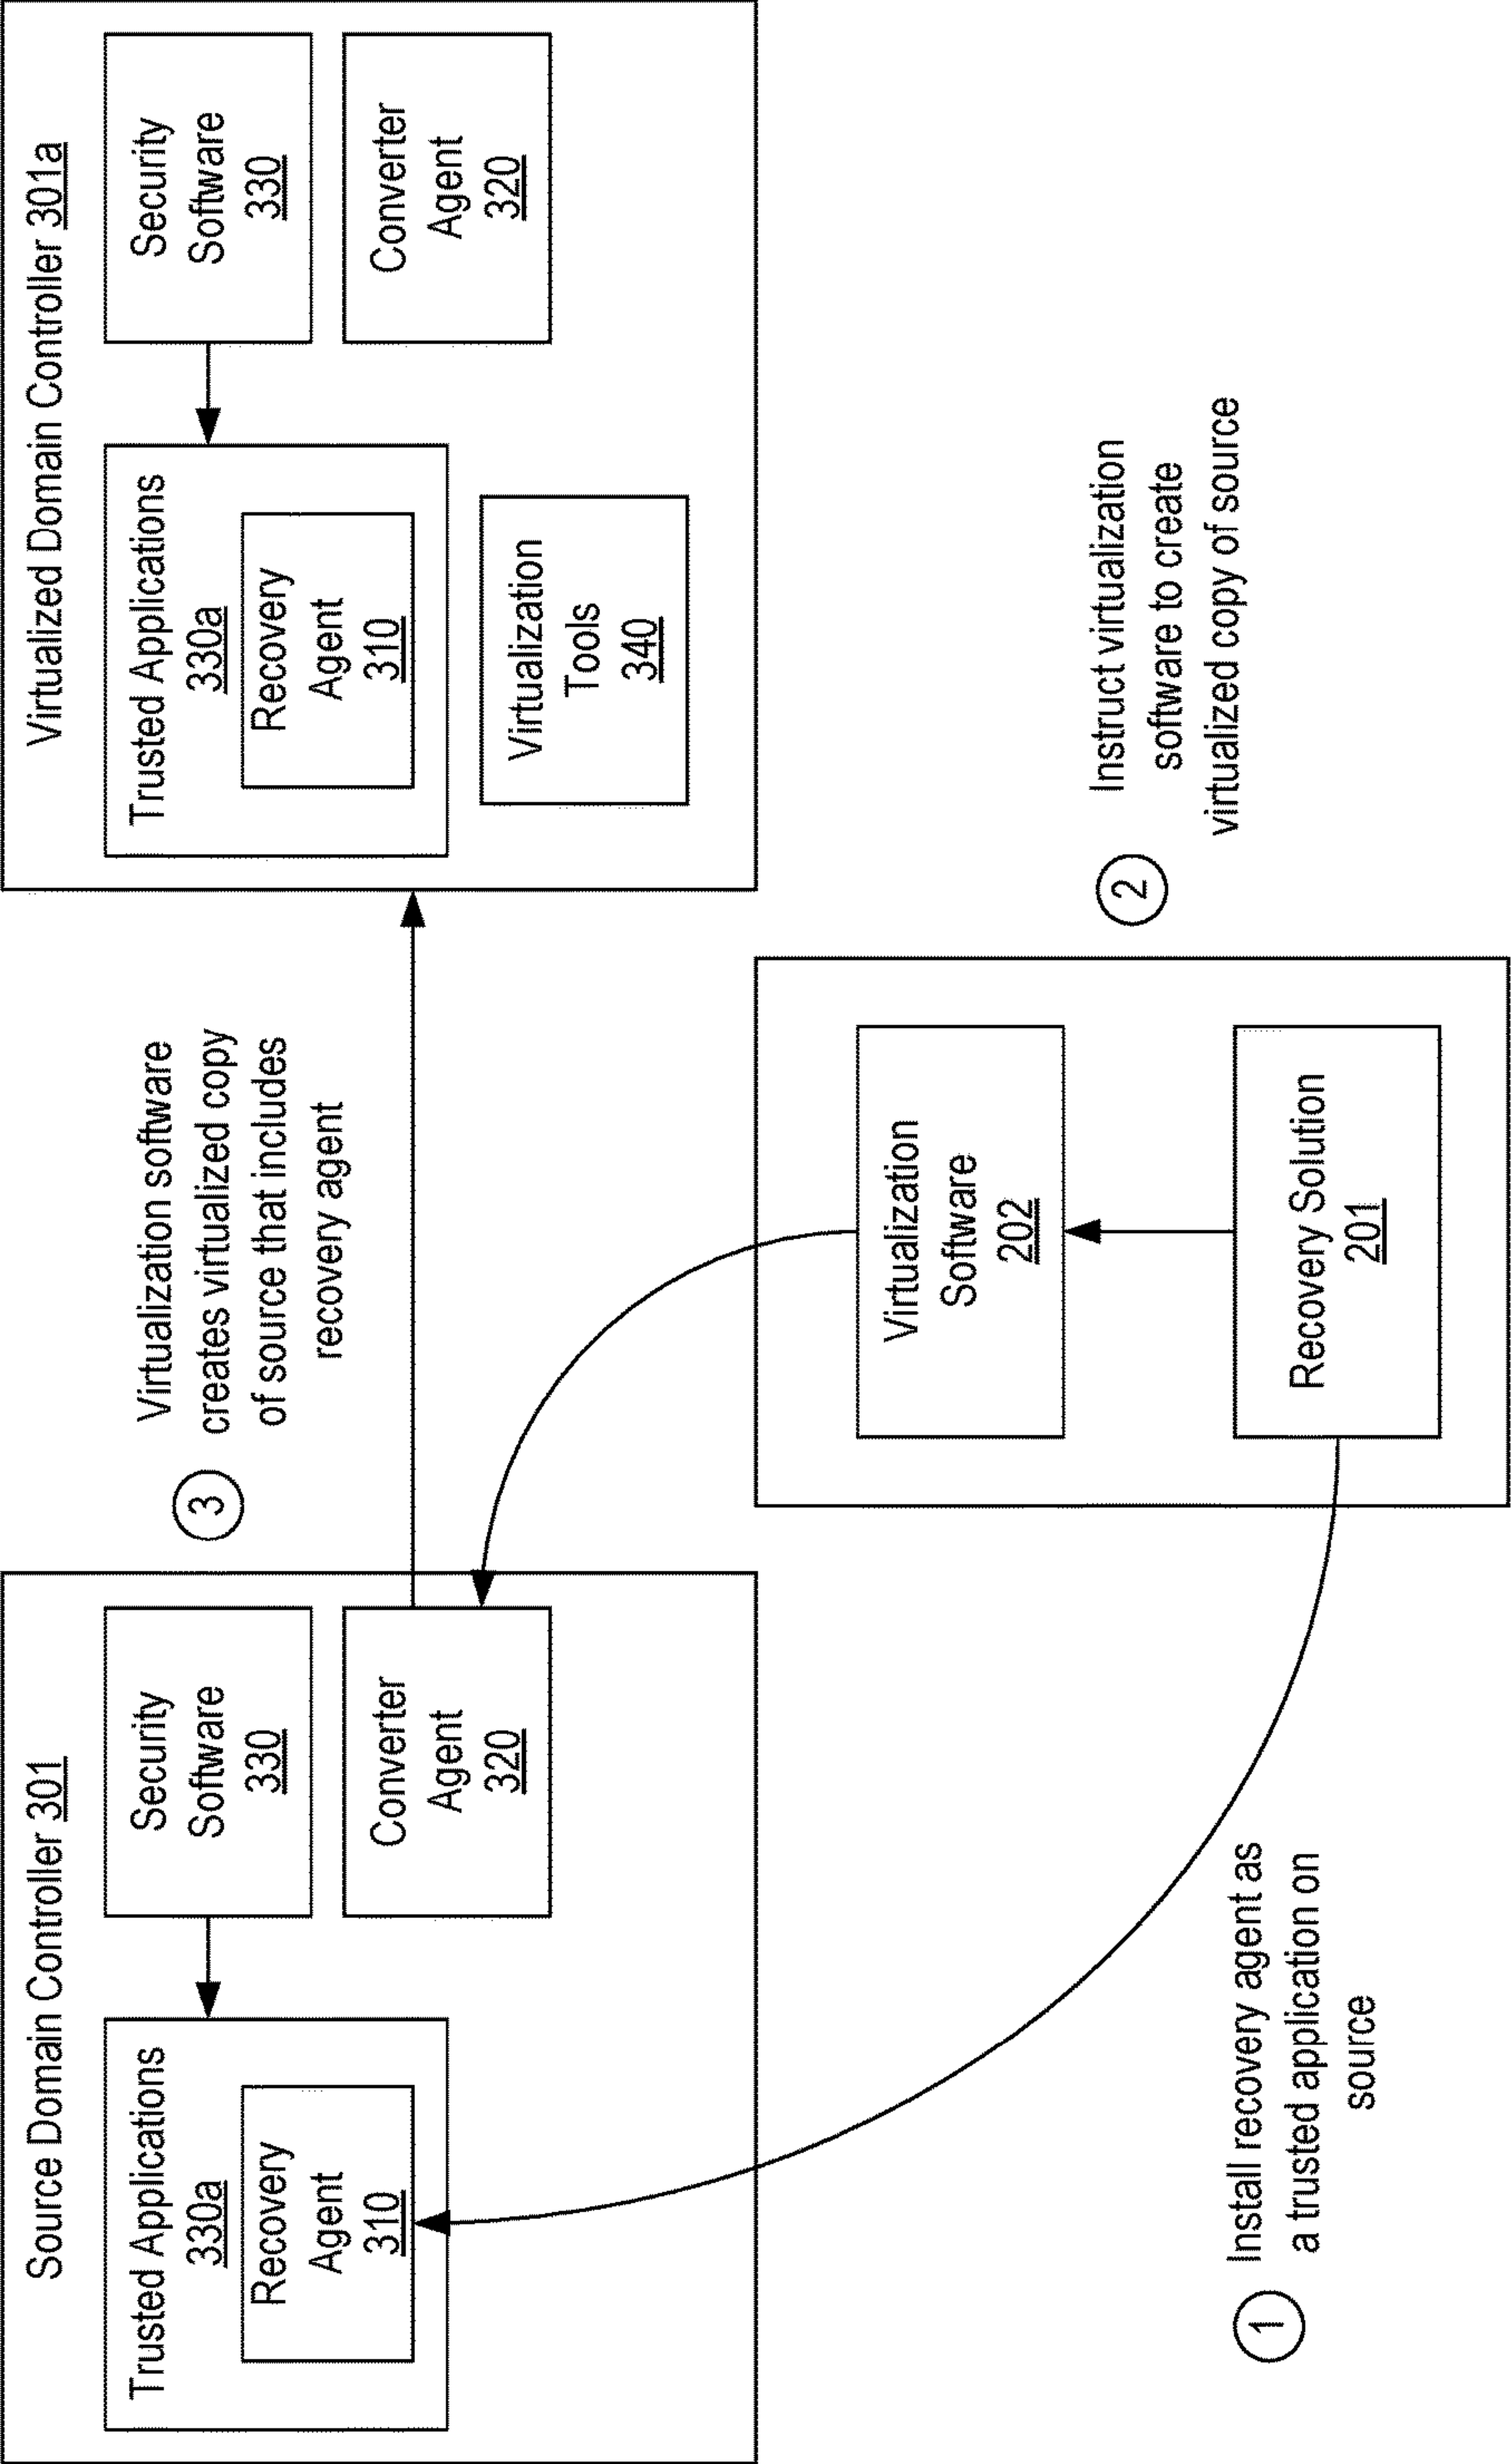 Source Domain Controller 301
Trusted Applications
330a
Recovery
Agent
310
Security
Software
330
Converter
Agent
320
3
Virtualization software
creates virtualized copy
of source that includes
recovery agent
Virtualized Domain Controller 301a
Trusted Applications
330a
Recovery
Agent
310
Security
Software
330
Virtualization
Tools
340
Converter
Agent
320
Virtualization
Software
202
Recovery Solution
201
1
Install recovery agent as
a trusted application on
source
2
Instruct virtualization
software to create
virtualized copy of source